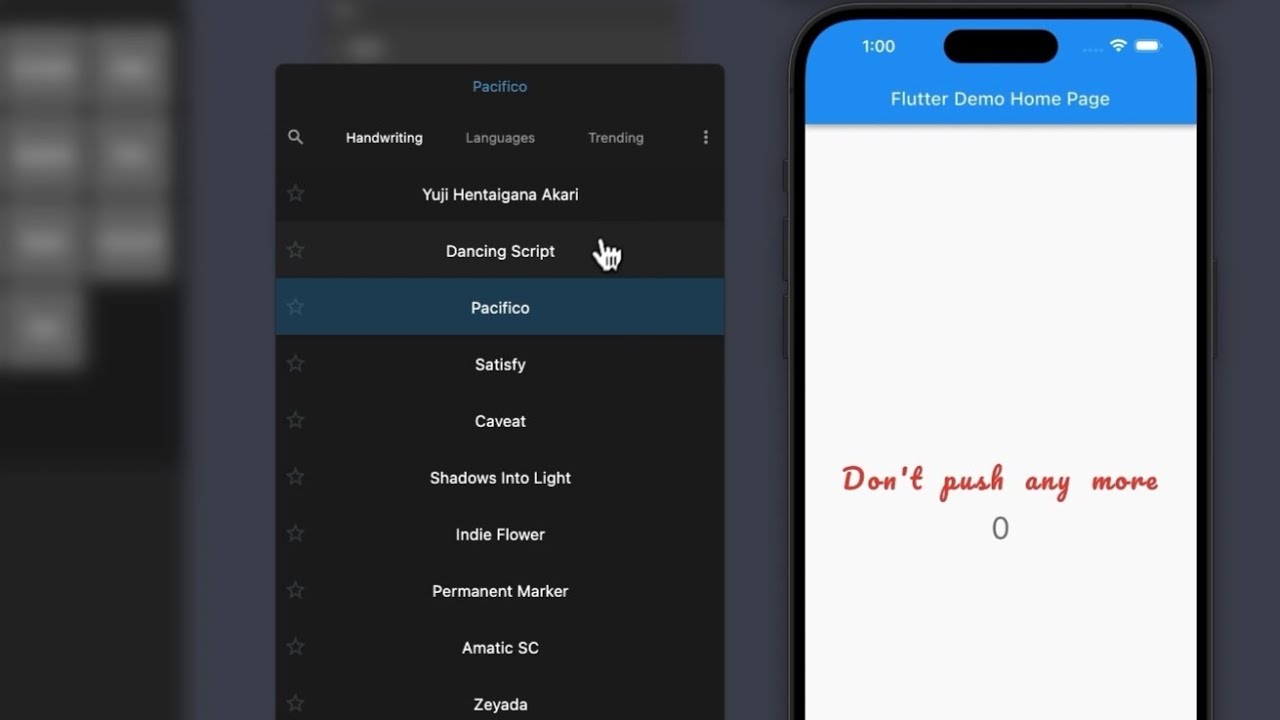 Pacifico
Handwriting Languages Trending
Yuji Hentaigana Akari
Dancing Script
Pacifico
Satisfy
Caveat
Shadows Into Light
Indie Flower
Permanent Marker
Amatic SC
Zeyada
1:00
Flutter Demo Home Page
Don't push any more
0